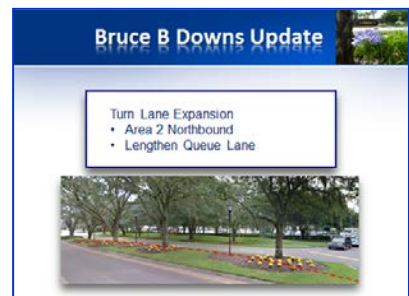 Bruce B Downs Update
Turn Lane Expansion
• Area 2 Northbound
• Lengthen Queue Lane